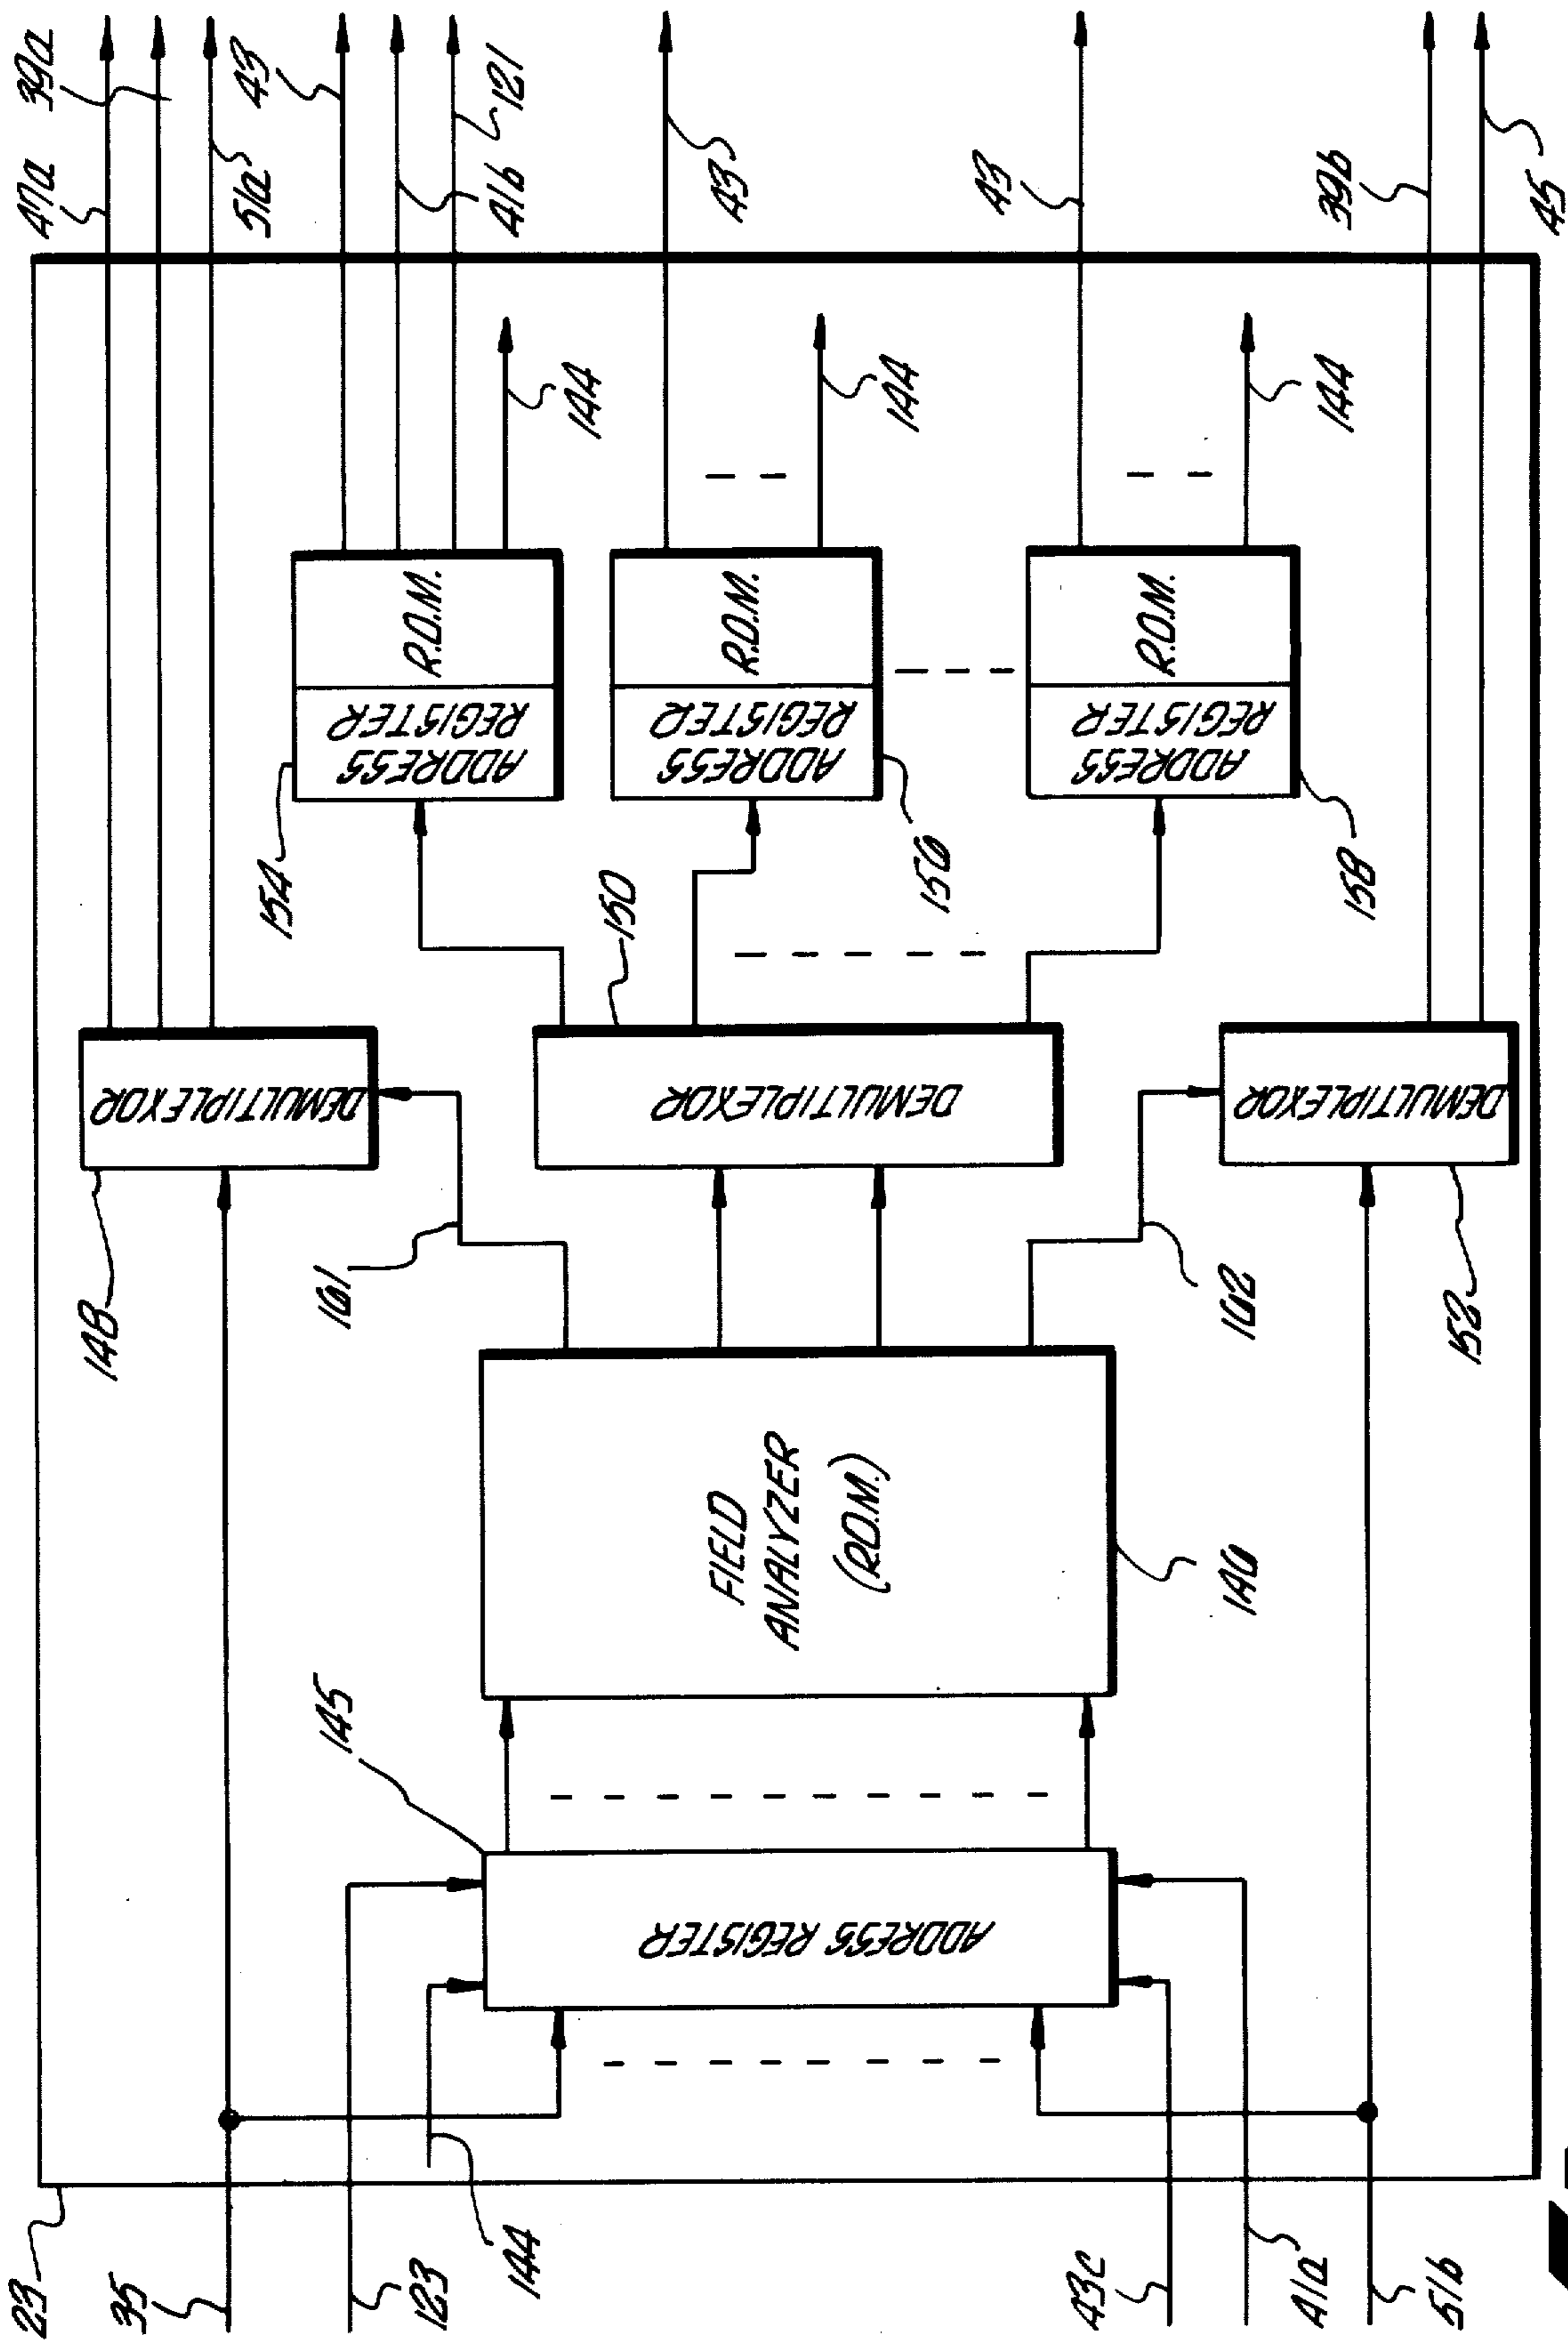 23
35
123
144
43c
41a
51b
145
ADDRESS REGISTER
FIELD
ANALYZER
(R.O.M.)
146
148
161
162
152
DEMULTIPLEXOR
DEMULTIPLEXOR
DEMULTIPLEXOR
150
154
ADDRESS
REGISTER
R.O.M.
156
ADDRESS
REGISTER
R.O.M.
158
ADDRESS
REGISTER
R.O.M.
144
144
144
47a
39a
51a
43
41b
121
43
43
39b
45